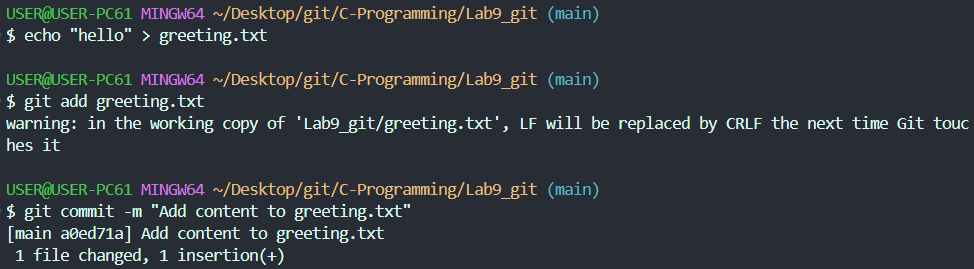 USER@USER-PC61 MINGW64 ~/Desktop/git/C-Programming/Lab9_git (main)
$ echo "hello" > greeting.txt
USER@USER-PC61 MINGW64 ~/Desktop/git/C-Programming/Lab9_git (main)
$ git add greeting.txt
warning: in the working copy of 'Lab9_git/greeting.txt', LF will be replaced by CRLF the next time Git touc
hes it
USER@USER-PC61 MINGW64 ~/Desktop/git/C-Programming/Lab9_git (main)
$ git commit -m "Add content to greeting.txt"
[main a0ed71a] Add content to greeting.txt
 1 file changed, 1 insertion(+)